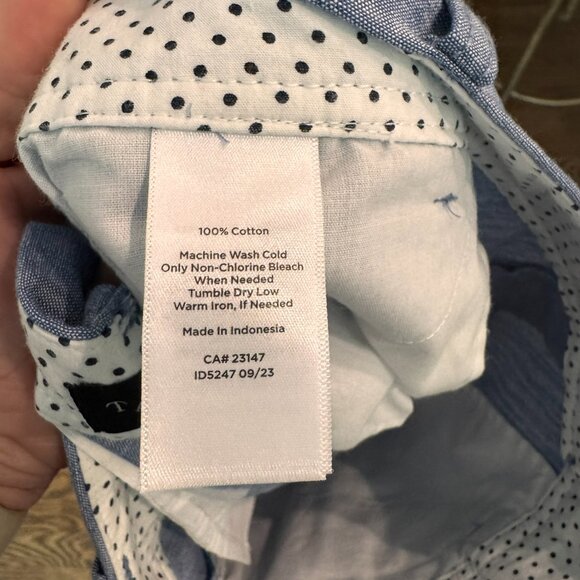 100% Cotton
Machine Wash Cold
Only Non-Chlorine Bleach
When Needed
Tumble Dry Low
Warm Iron, If Needed
Made In Indonesia
CA# 23147
ID5247 09/23